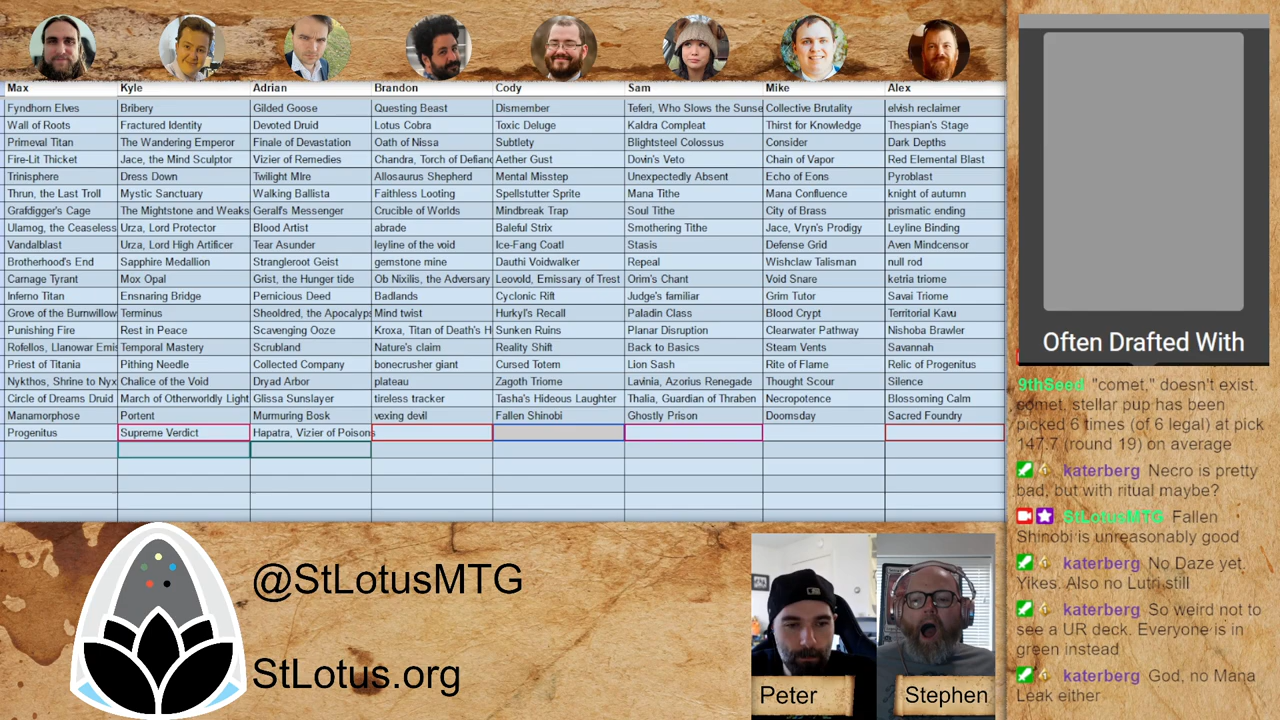 Max Kyle Adrian Brandon Cody Sam Mike Alex
Fyndhorn Elves Bribery Gilded Goose Questing Beast Dismember Teferi, Who Slows the Sunse Collective Brutality elvish reclaimer
Wall of Roots Fractured Identity Devoted Druid Lotus Cobra Toxic Deluge Kaldra Compleat Thirst for Knowledge Thespian's Stage
Primeval Titan The Wandering Emperor Finale of Devastation Oath of Nissa Subtlety Blightsteel Colossus Consider Dark Depths
Fire-Lit Thicket Jace, the Mind Sculptor Vizier of Remedies Chandra, Torch of Defianc Aether Gust Dovin's Veto Chain of Vapor Red Elemental Blast
Trinisphere Dress Down Twilight MIre Allosaurus Shepherd Mental Misstep Unexpectedly Absent Echo of Eons Pyroblast
Thrun, the Last Troll Mystic Sanctuary Walking Ballista Faithless Looting Spellstutter Sprite Mana Tithe Mana Confluence knight of autumn
Grafdigger's Cage The Mightstone and Weaks Geralf's Messenger Crucible of Worlds Mindbreak Trap Soul Tithe City of Brass prismatic ending
Ulamog, the Ceaseless Urza, Lord Protector Blood Artist abrade Baleful Strix Smothering Tithe Jace, Vryn's Prodigy Leyline Binding
Vandalblast Urza, Lord High Artificer Tear Asunder leyline of the void Ice-Fang Coatl Stasis Defense Grid Aven Mindcensor
Brotherhood's End Sapphire Medallion Strangleroot Geist gemstone mine Dauthi Voidwalker Repeal Wishclaw Talisman null rod
Carnage Tyrant Mox Opal Grist, the Hunger tide Ob Nixilis, the Adversary Leovold, Emissary of Trest Orim's Chant Void Snare ketria triome
Inferno Titan Ensnaring Bridge Pernicious Deed Badlands Cyclonic Rift Judge's familiar Grim Tutor Savai Triome
Grove of the Burnwillow Terminus Sheoldred, the Apocalyps Mind twist Hurkyl's Recall Paladin Class Blood Crypt Territorial Kavu
Punishing Fire Rest in Peace Scavenging Ooze Kroxa, Titan of Death's H Sunken Ruins Planar Disruption Clearwater Pathway Nishoba Brawler
Rofellos, Llanowar Emis Temporal Mastery Scrubland Nature's claim Reality Shift Back to Basics Steam Vents Savannah
Priest of Titania Pithing Needle Collected Company bonecrusher giant Cursed Totem Lion Sash Rite of Flame Relic of Progenitus
Nykthos, Shrine to Nyx Chalice of the Void Dryad Arbor plateau Zagoth Triome Lavinia, Azorius Renegade Thought Scour Silence
Circle of Dreams Druid March of Otherworldly Light Glissa Sunslayer tireless tracker Tasha's Hideous Laughter Thalia, Guardian of Thraben Necropotence Blossoming Calm
Manamorphose Portent Murmuring Bosk vexing devil Fallen Shinobi Ghostly Prison Doomsday Sacred Foundry
Progenitus Supreme Verdict Hapatra, Vizier of Poisons
@StLotusMTG
StLotus.org
Peter
Stephen
Often Drafted With
9thSeed "comet," doesn't exist.
comet, stellar pup has been
picked 6 times (of 6 legal) at pick
147.7 (round 19) on average
katerberg Necro is pretty
bad, but with ritual maybe?
StLotusMTG Fallen
Shinobi is unreasonably good
katerberg No Daze yet.
Yikes. Also no Lutri still
katerberg So weird not to
see a UR deck. Everyone is in
green instead
katerberg God, no Mana
Leak either